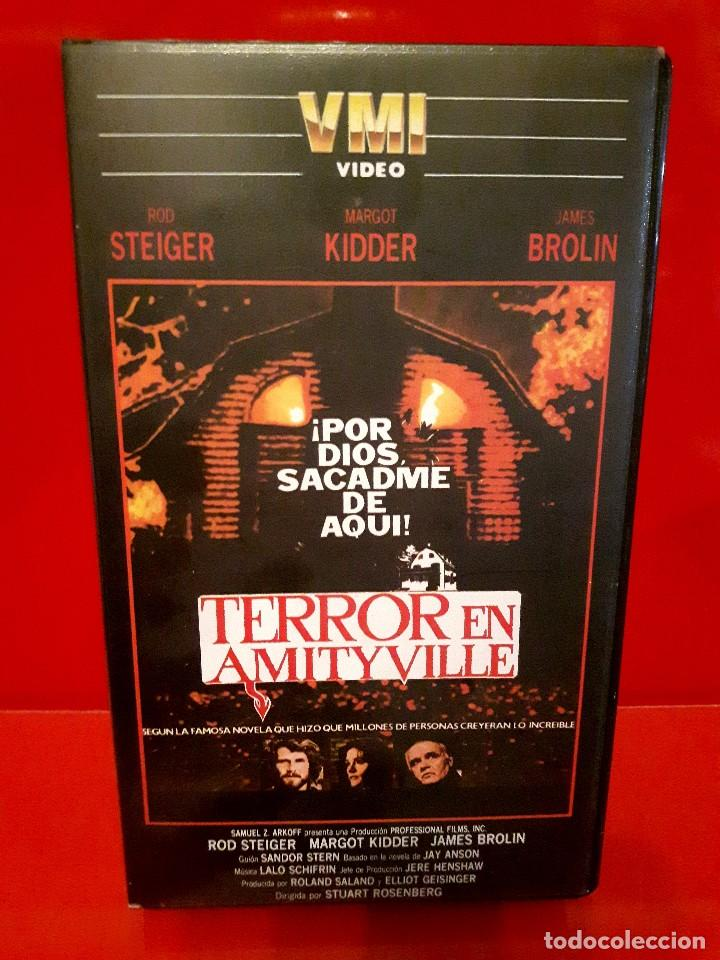 VMI
VIDEO
ROD MARGOT JAMES
STEIGER KIDDER BROLIN
¡POR
DIOS,
SACADME
DE
AQUI!
TERROR EN
AMITYVILLE
SEGUN LA FAMOSA NOVELA QUE HIZO QUE MILLONES DE PERSONAS CREYERAN LO INCREIBLE
SAMUEL Z. ARKOFF presenta una Producción PROFESSIONAL FILMS, INC.
ROD STEIGER MARGOT KIDDER JAMES BROLIN
Guión SANDOR STERN Basado en la novela de JAY ANSON
Música LALO SCHIFRIN Jefe de Producción JERE HENSHAW
Producida por ROLAND SALAND y ELLIOT GEISINGER
Dirigida por STUART ROSENBERG
todocoleccion
todocoleccion.net